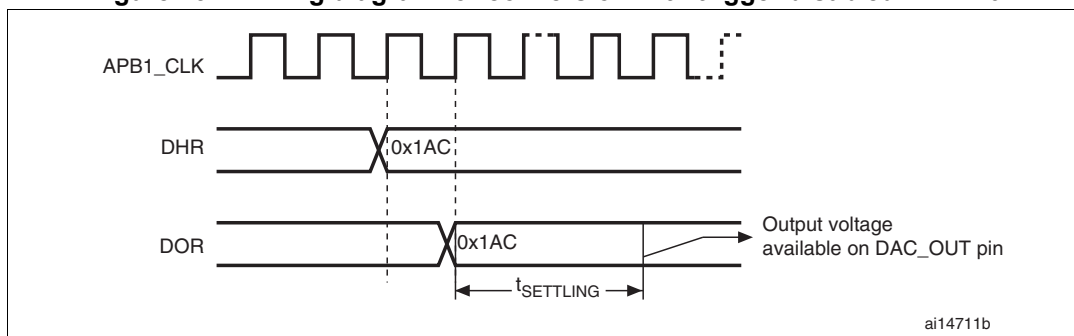 APB1_CLK
DHR
0x1AC
DOR
0x1AC
Output voltage
available on DAC_OUT pin
tSETTLING
ai14711b